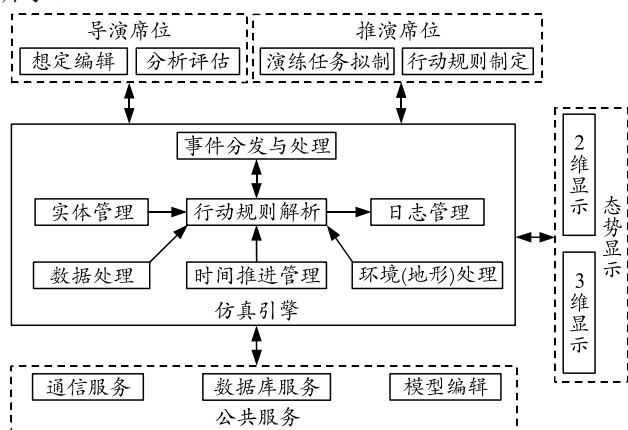 导演席位
推演席位
想定编辑
分析评估
演练任务拟制
行动规则制定
事件分发与处理
实体管理
行动规则解析
日志管理
数据处理
时间推进管理
环境(地形)处理
仿真引擎
2维显示
3维显示
态势显示
通信服务
数据库服务
模型编辑
公共服务